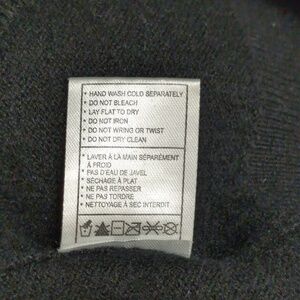 • HAND WASH COLD SEPARATELY
• DO NOT BLEACH
• LAY FLAT TO DRY
• DO NOT IRON
• DO NOT WRING OR TWIST
• DO NOT DRY CLEAN
• LAVER À LA MAIN SÉPARÉMENT
À FROID
• PAS D'EAU DE JAVEL
• SÉCHAGE À PLAT
• NE PAS REPASSER
• NE PAS TORDRE
• NETTOYAGE À SEC INTERDIT